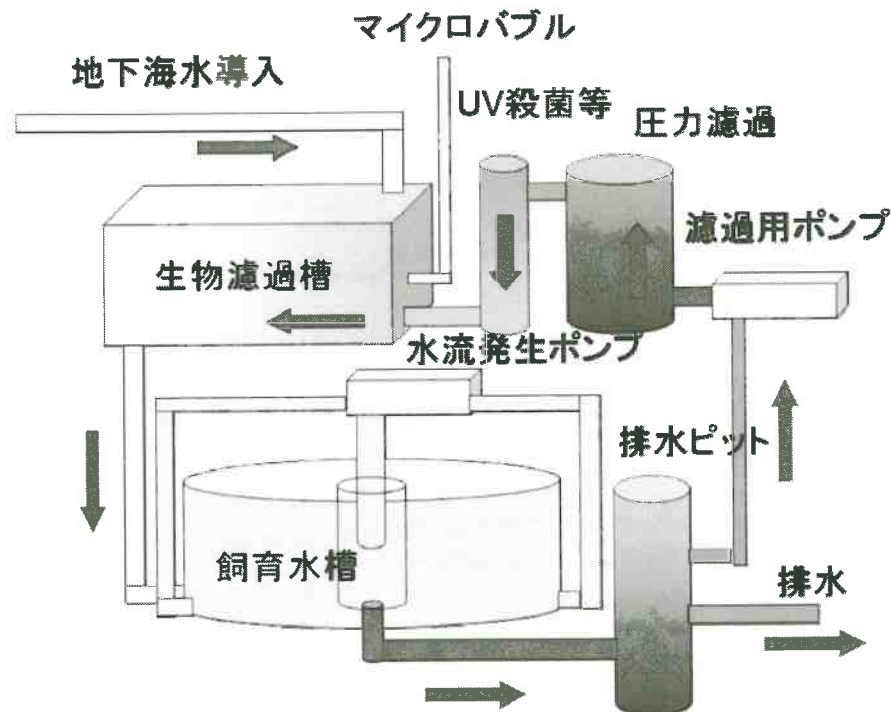 マイクロバブル
地下海水導入
UV殺菌等
圧力濾過
濾過用ポンプ
生物濾過槽
水流発生ポンプ
排水ピット
飼育水槽
排水